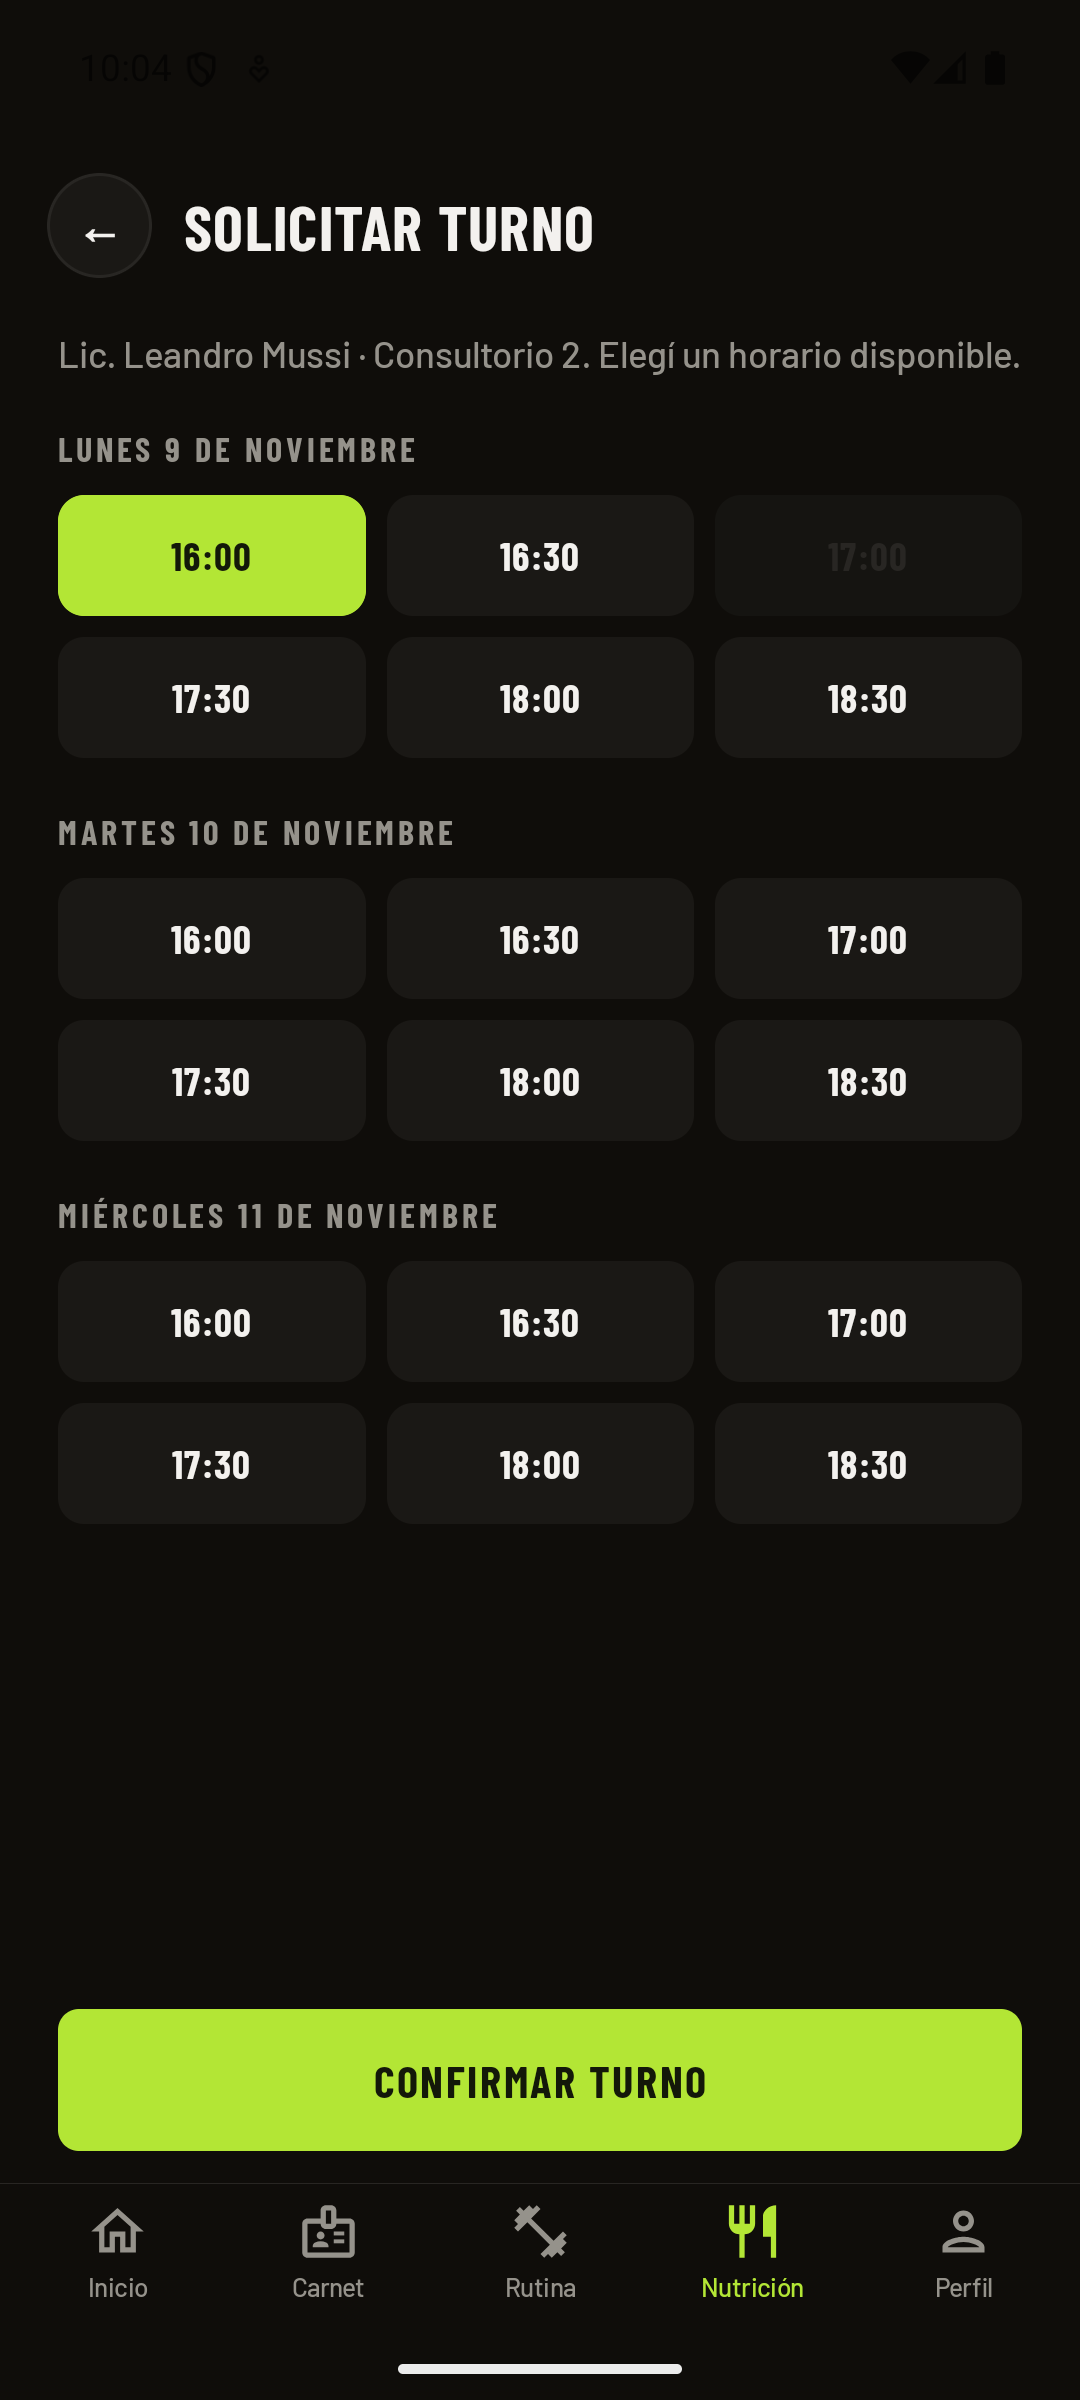 10:04
←
SOLICITAR TURNO
Lic. Leandro Mussi · Consultorio 2. Elegí un horario disponible.
LUNES 9 DE NOVIEMBRE
16:00 16:30 17:00
17:30 18:00 18:30
MARTES 10 DE NOVIEMBRE
16:00 16:30 17:00
17:30 18:00 18:30
MIÉRCOLES 11 DE NOVIEMBRE
16:00 16:30 17:00
17:30 18:00 18:30
CONFIRMAR TURNO
Inicio Carnet Rutina Nutrición Perfil